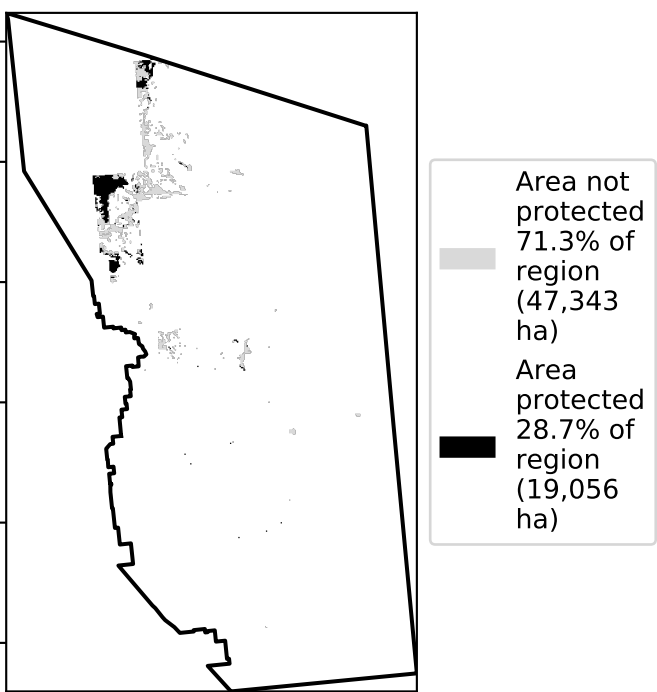 Area not
protected
71.3% of
region
(47,343
ha)
Area
protected
28.7% of
region
(19,056
ha)